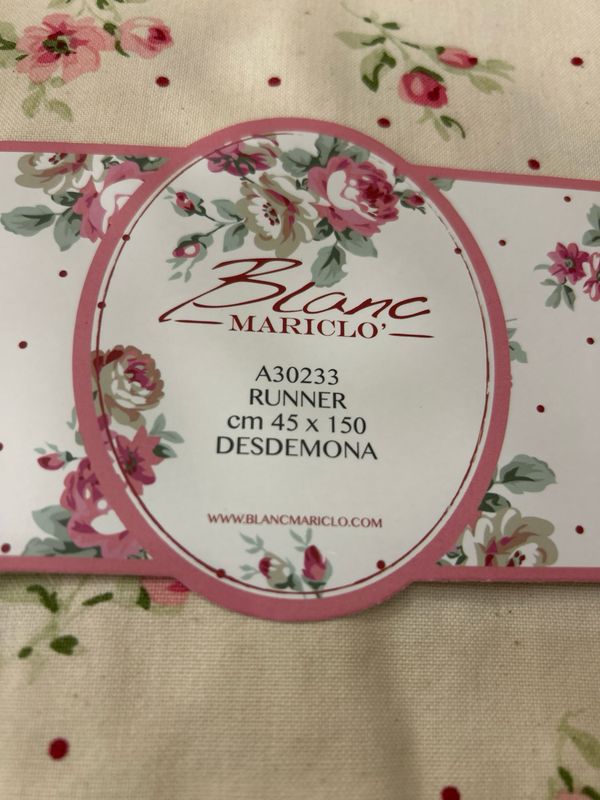 Blanc
MARICLO'
A30233
RUNNER
cm 45 x 150
DESDEMONA
WWW.BLANCMARICLO.COM